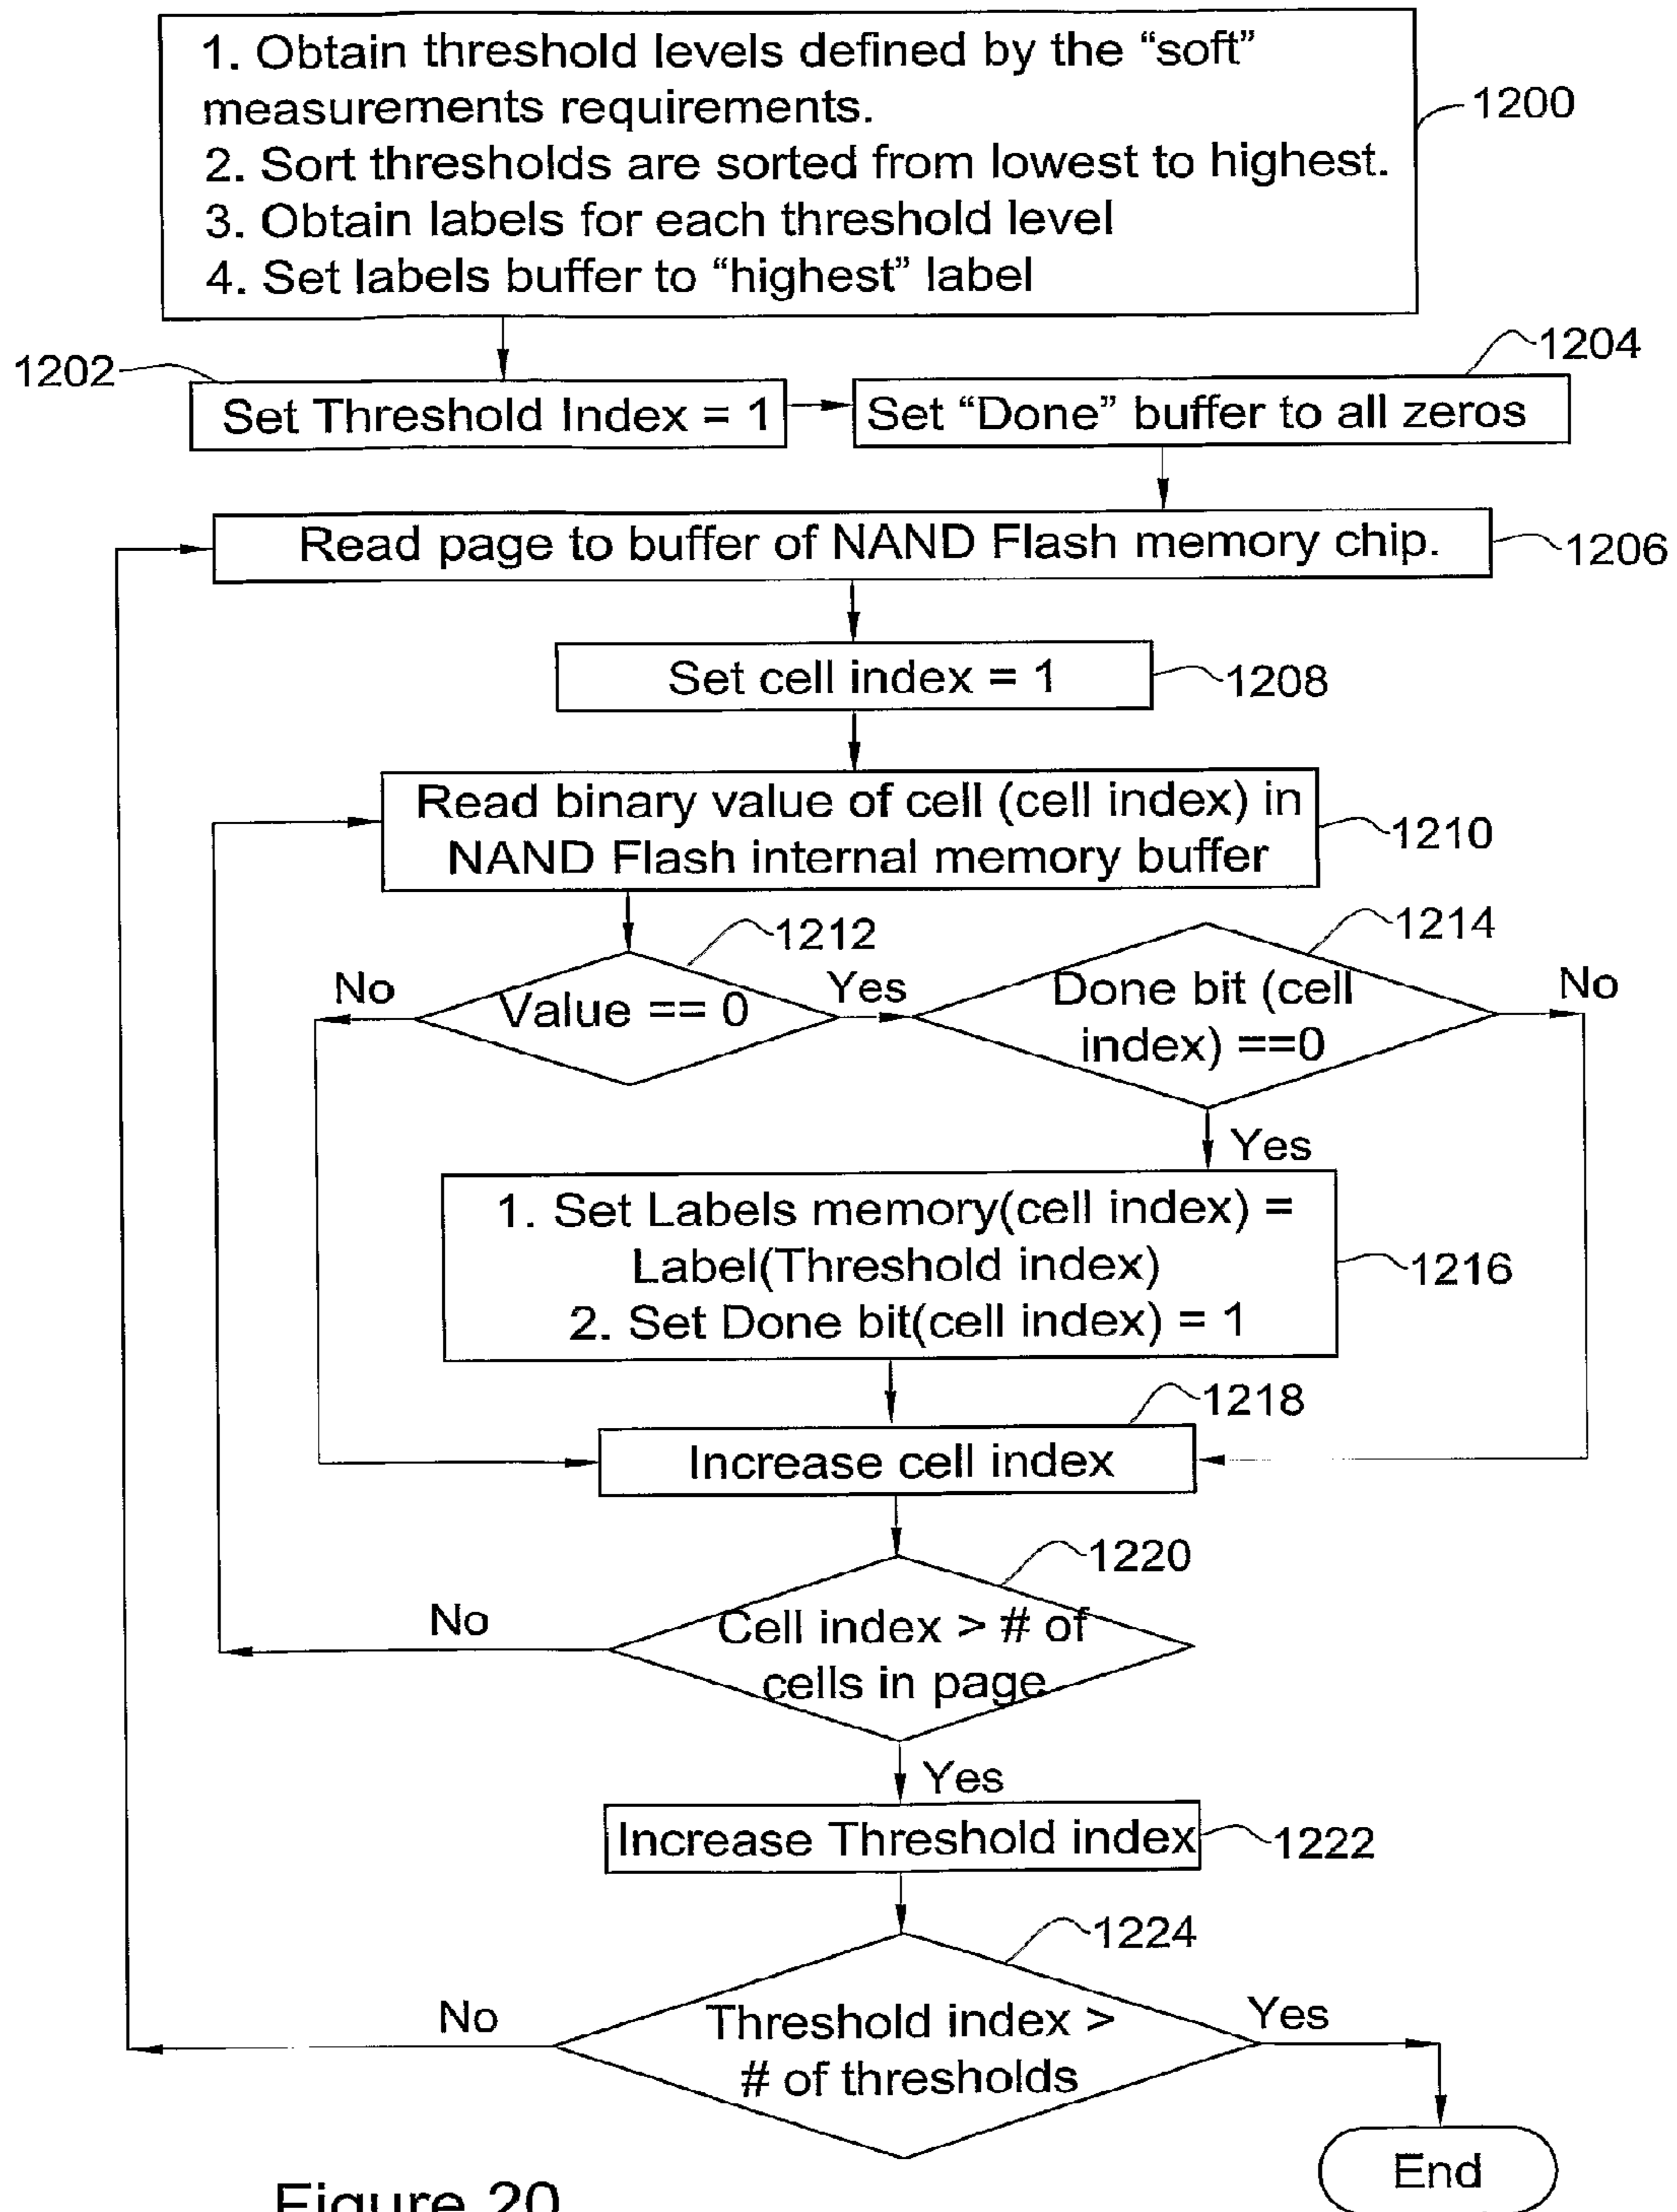 1. Obtain threshold levels defined by the “soft”
measurements requirements.
2. Sort thresholds are sorted from lowest to highest.
3. Obtain labels for each threshold level
4. Set labels buffer to “highest” label
1200
1202
1204
Set Threshold Index = 1
Set “Done” buffer to all zeros
Read page to buffer of NAND Flash memory chip.
1206
Set cell index = 1
1208
Read binary value of cell (cell index) in
NAND Flash internal memory buffer
1210
1212
1214
No
Value == 0
Yes
Done bit (cell
index) ==0
No
Yes
1. Set Labels memory(cell index) =
Label(Threshold index)
2. Set Done bit(cell index) = 1
1216
1218
Increase cell index
1220
No
Cell index > # of
cells in page
Yes
Increase Threshold index
1222
1224
No
Threshold index >
# of thresholds
Yes
End
Figure 20